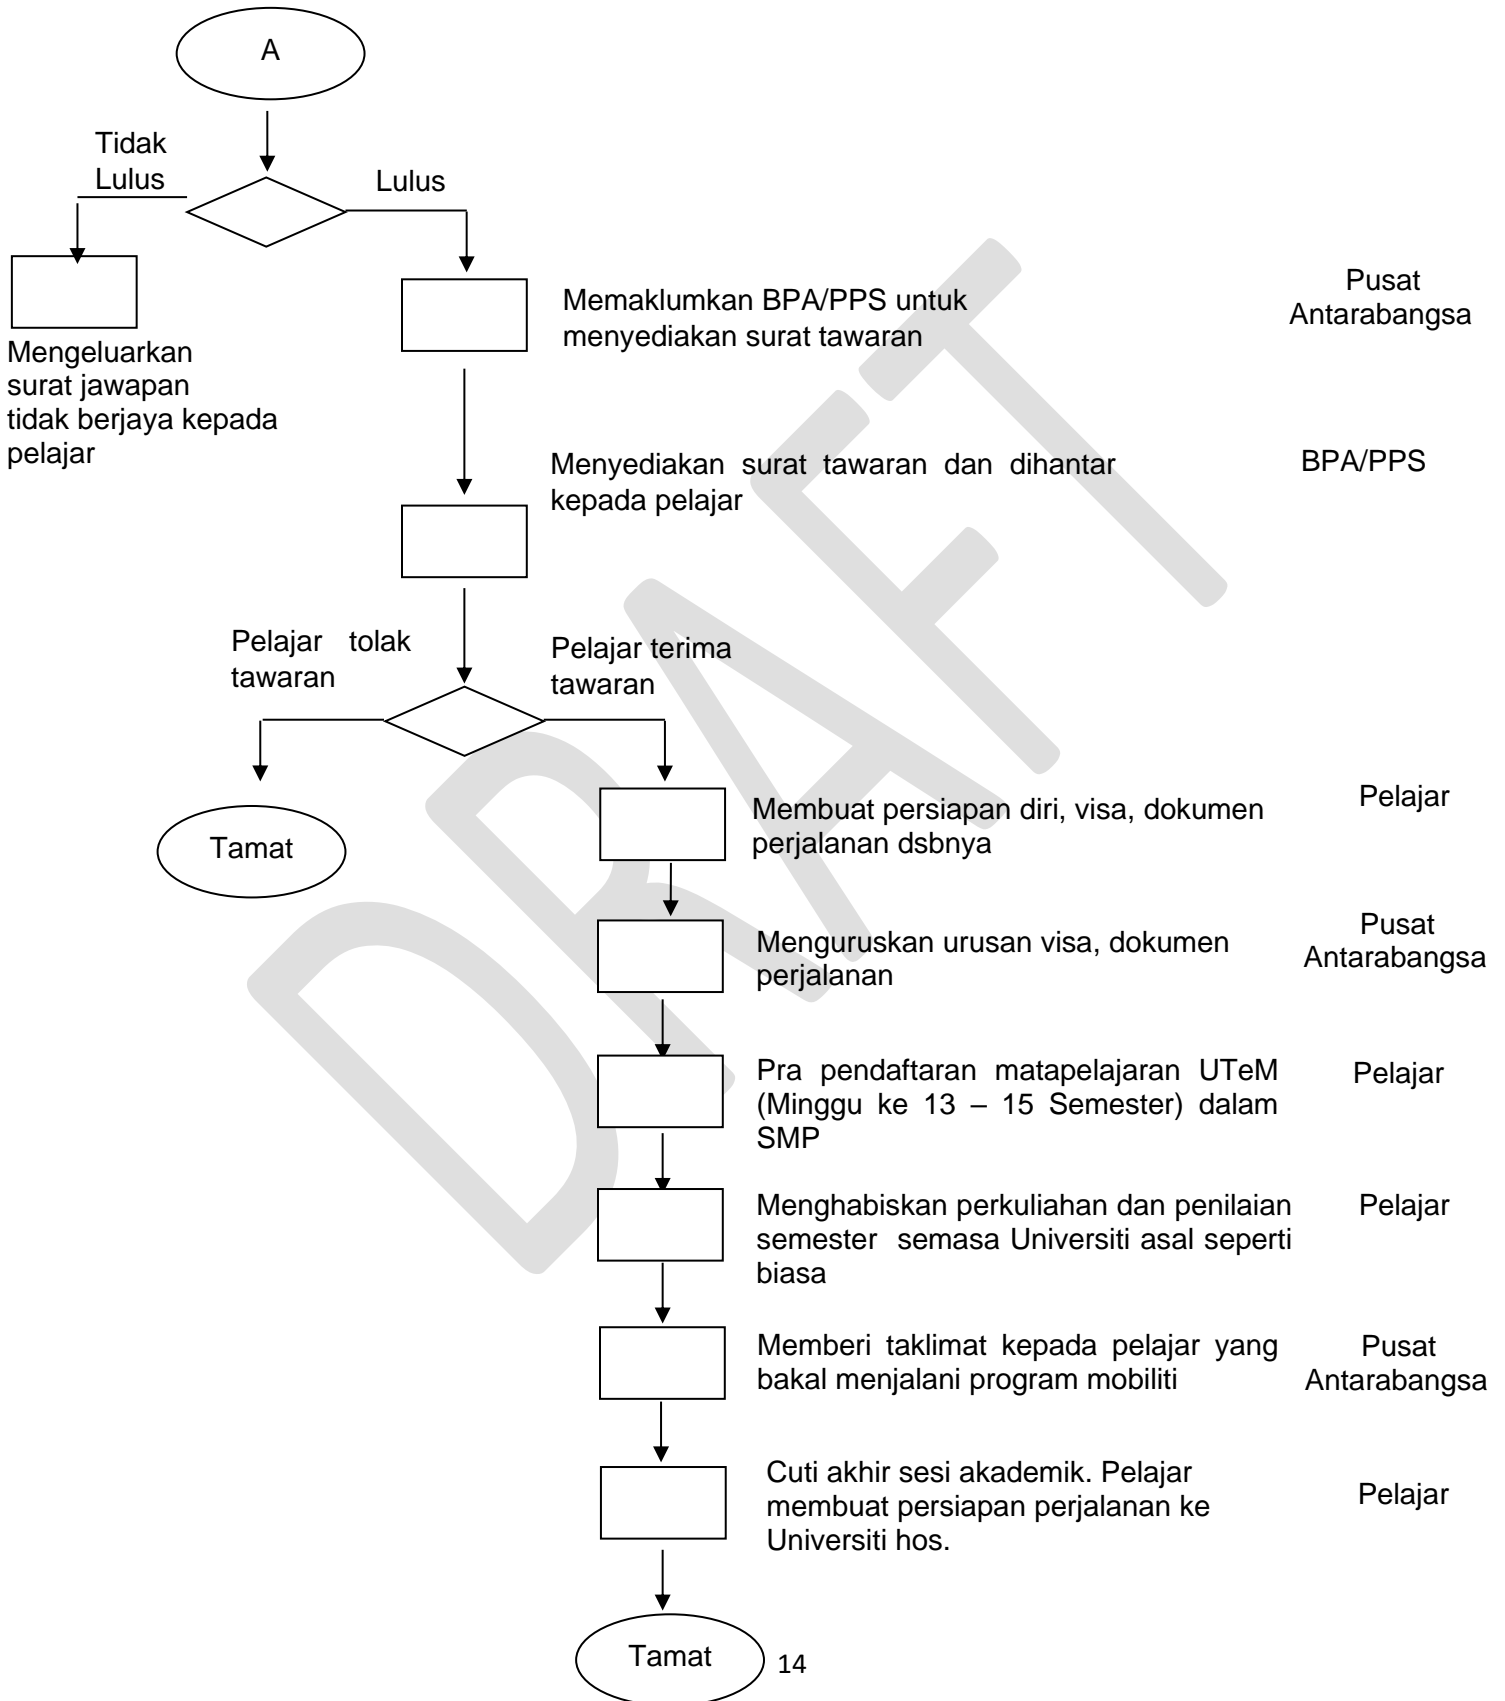 A
Tidak
Lulus
Lulus
Memaklumkan BPA/PPS untuk
menyediakan surat tawaran
Pusat
Antarabangsa
Mengeluarkan
surat jawapan
tidak berjaya kepada
pelajar
Menyediakan surat tawaran dan dihantar
kepada pelajar
BPA/PPS
Pelajar tolak
tawaran
Pelajar terima
tawaran
Tamat
Membuat persiapan diri, visa, dokumen
perjalanan dsbnya
Pelajar
Menguruskan urusan visa, dokumen
perjalanan
Pusat
Antarabangsa
Pra pendaftaran matapelajaran UTeM
(Minggu ke 13 – 15 Semester) dalam
SMP
Pelajar
Menghabiskan perkuliahan dan penilaian
semester semasa Universiti asal seperti
biasa
Pelajar
Memberi taklimat kepada pelajar yang
bakal menjalani program mobiliti
Pusat
Antarabangsa
Cuti akhir sesi akademik. Pelajar
membuat persiapan perjalanan ke
Universiti hos.
Pelajar
Tamat
14
DRAFT